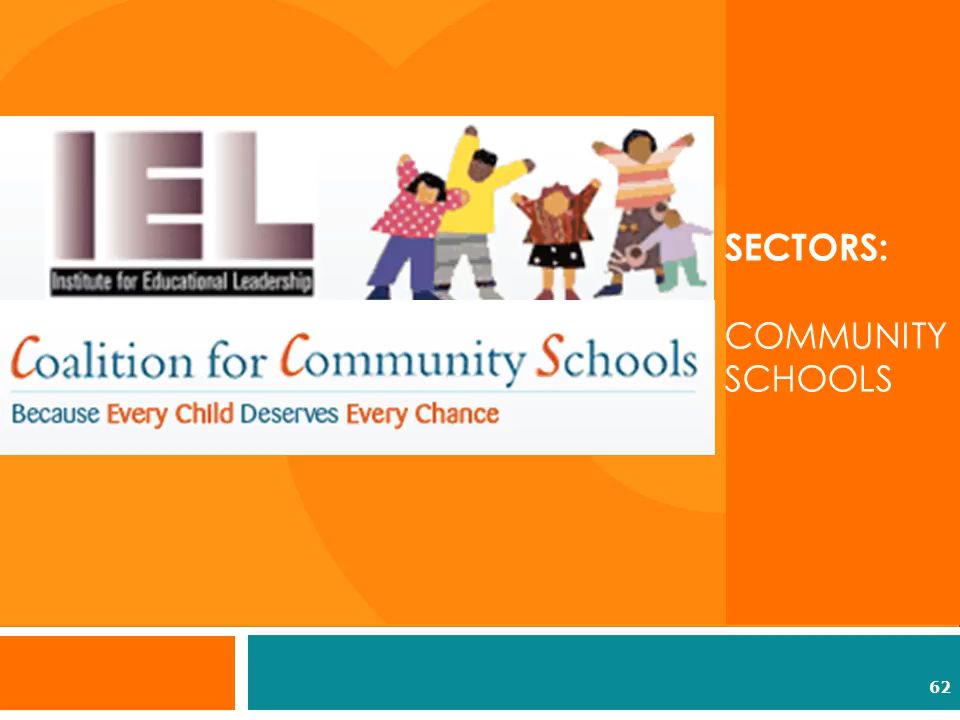 IEL
Institute for Educational Leadership
Coalition for Community Schools
Because Every Child Deserves Every Chance
SECTORS:
COMMUNITY
SCHOOLS
62